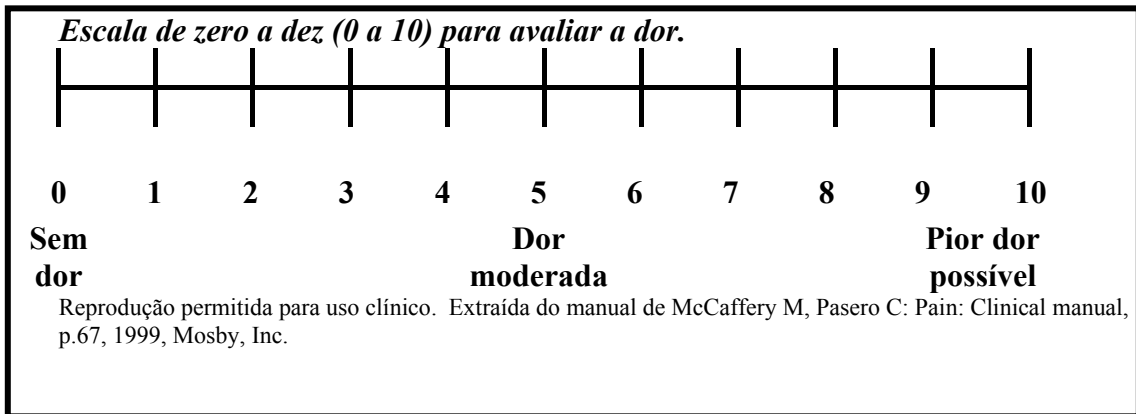 Escala de zero a dez (0 a 10) para avaliar a dor.
0 1 2 3 4 5 6 7 8 9 10
Sem Dor Pior dor
dor moderada possível
Reprodução permitida para uso clínico. Extraída do manual de McCaffery M, Pasero C: Pain: Clinical manual,
p.67, 1999, Mosby, Inc.